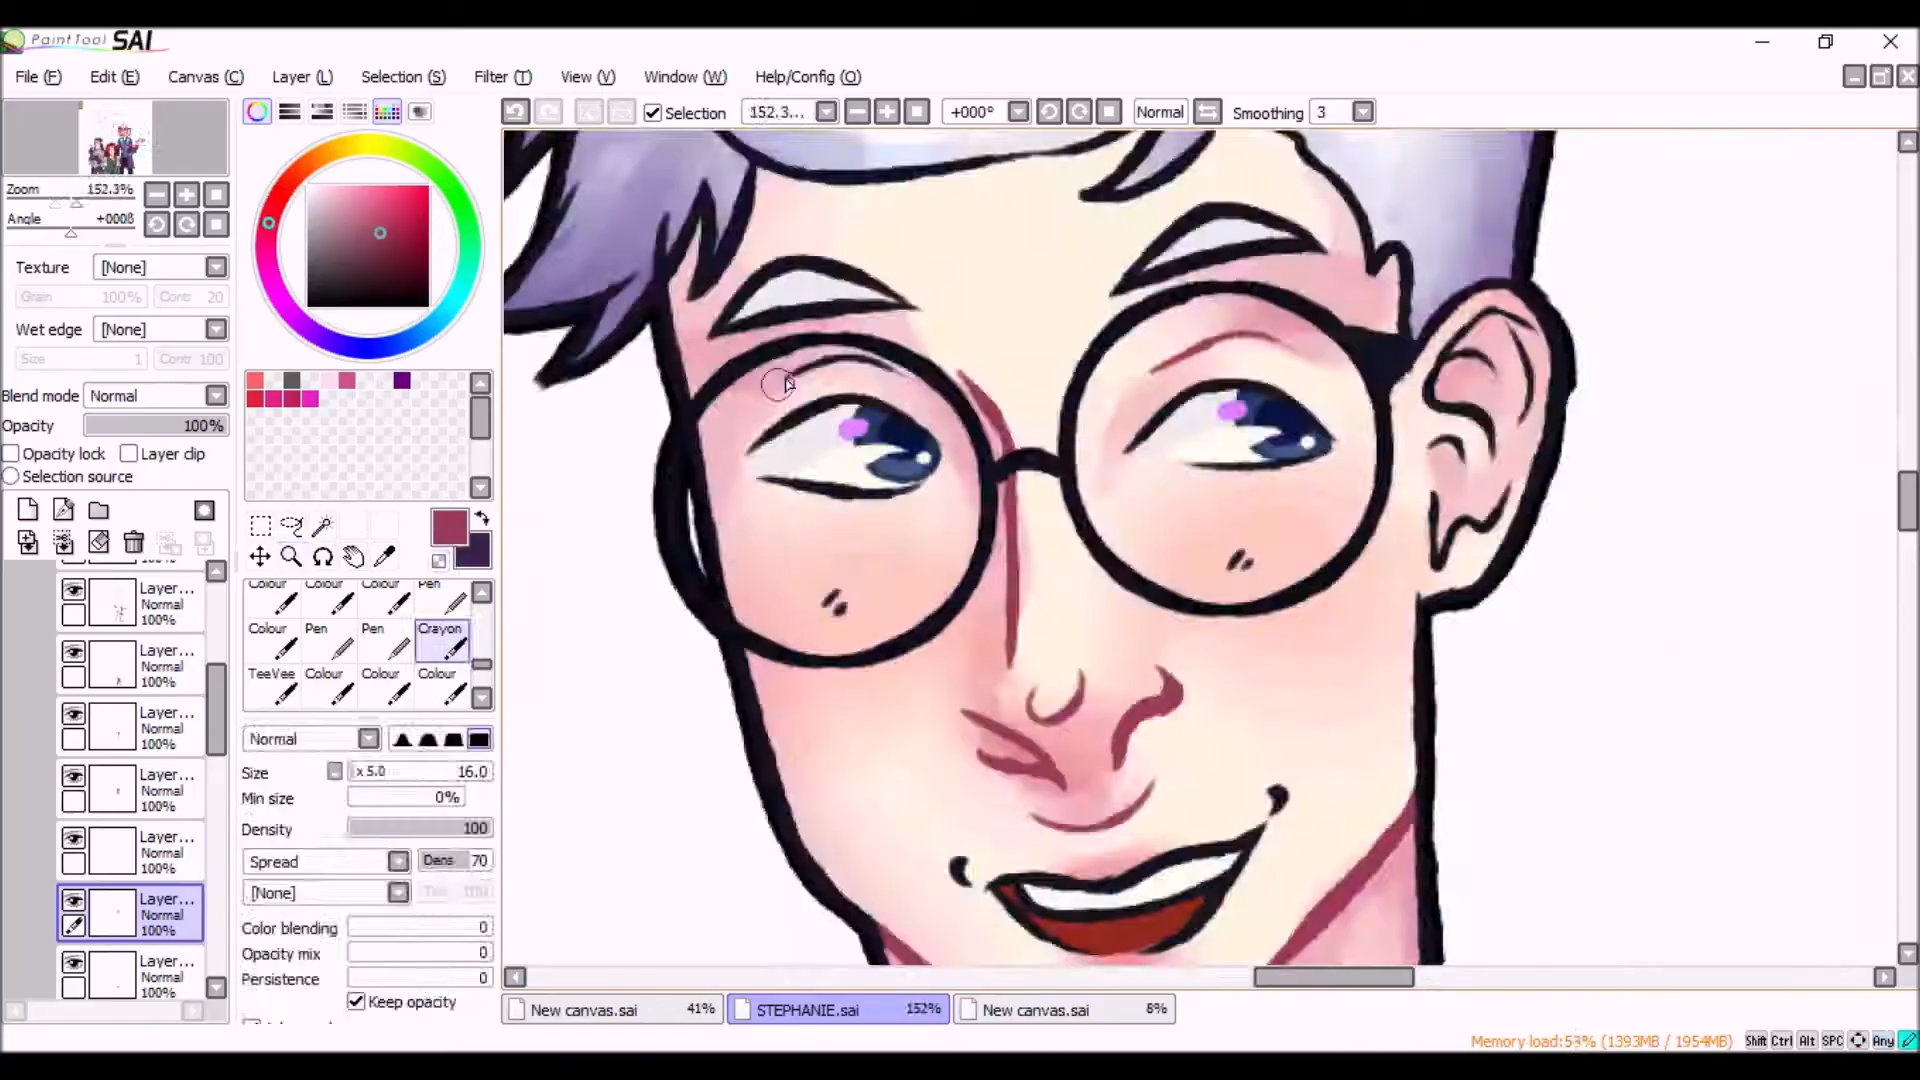 PaintTool SAI
File (F) Edit (E) Canvas (C) Layer (L) Selection (S) Filter (T) View (V) Window (W) Help/Config (O)
Selection 152.3... +000° Normal Smoothing 3
Zoom 152.3%
Angle +000ß
Texture [None]
Grain 100% Contr 20
Wet edge [None]
Size 1 Contr 100
Blend mode Normal
Opacity 100%
Opacity lock Layer clip
Selection source
Layer...
Normal
100%
Layer...
Normal
100%
Layer...
Normal
100%
Layer...
Normal
100%
Layer...
Normal
100%
Layer...
Normal
100%
Layer...
Normal
100%
Colour Colour Colour Pen
Colour Pen Pen Crayon
TeeVee Colour Colour Colour
Normal
Size x 5.0 16.0
Min size 0%
Density 100
Spread Dens 70
[None]
Color blending 0
Opacity mix 0
Persistence 0
Keep opacity
New canvas.sai 41% STEPHANIE.sai 152% New canvas.sai 8%
Memory load:53% (1393MB / 1954MB) Shift Ctrl Alt SPC Any